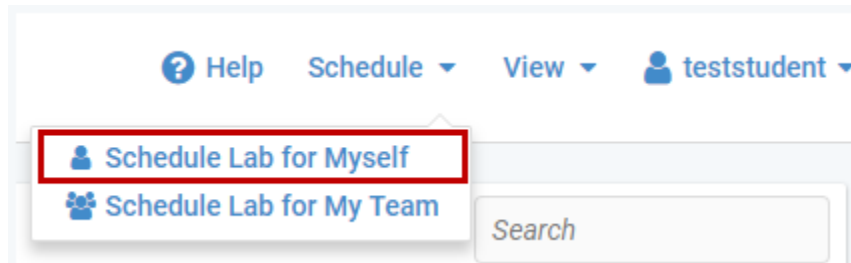 Help Schedule View teststudent
Schedule Lab for Myself
Schedule Lab for My Team
Search